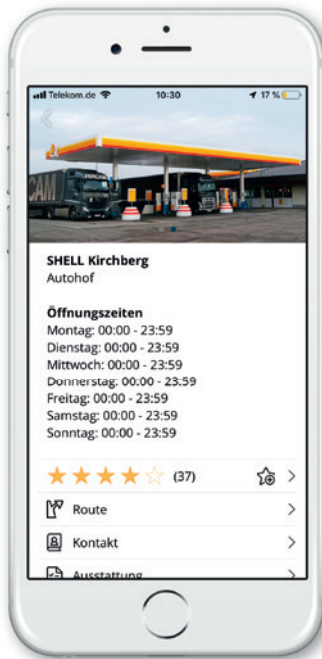 Telekom.de 10:30 17 %
SHELL Kirchberg
Autohof
Öffnungszeiten
Montag: 00:00 - 23:59
Dienstag: 00:00 - 23:59
Mittwoch: 00:00 - 23:59
Donnerstag: 00:00 - 23:59
Freitag: 00:00 - 23:59
Samstag: 00:00 - 23:59
Sonntag: 00:00 - 23:59
(37)
Route
Kontakt
Ausstattung